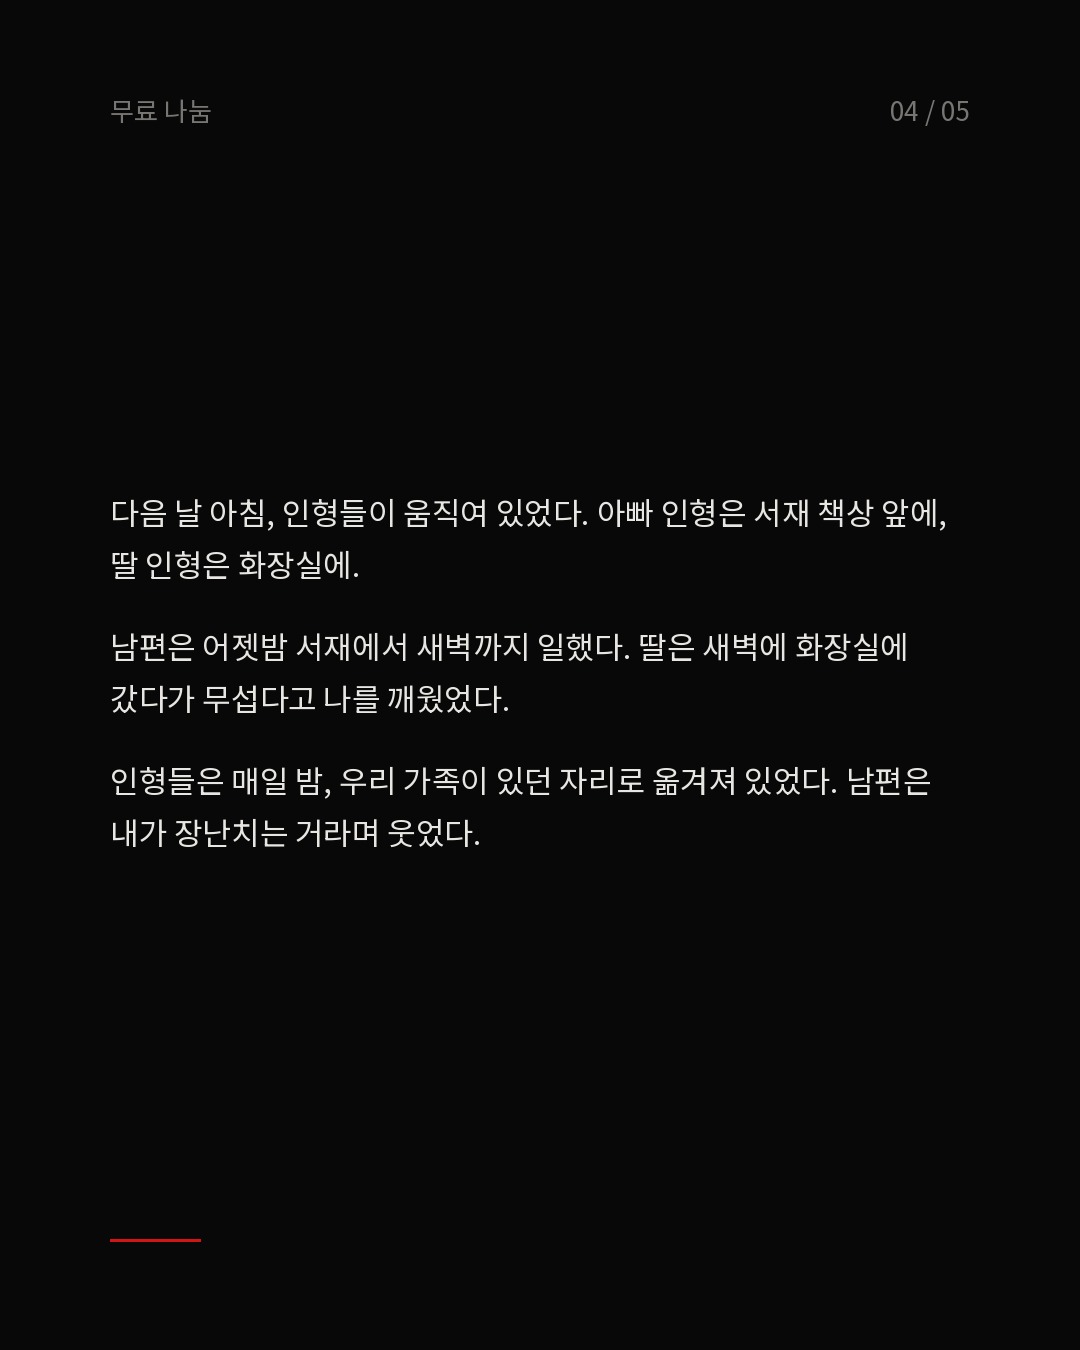 무료 나눔
04 / 05
다음 날 아침, 인형들이 움직여 있었다. 아빠 인형은 서재 책상 앞에,
딸 인형은 화장실에.
남편은 어젯밤 서재에서 새벽까지 일했다. 딸은 새벽에 화장실에
갔다가 무섭다고 나를 깨웠었다.
인형들은 매일 밤, 우리 가족이 있던 자리로 옮겨져 있었다. 남편은
내가 장난치는 거라며 웃었다.